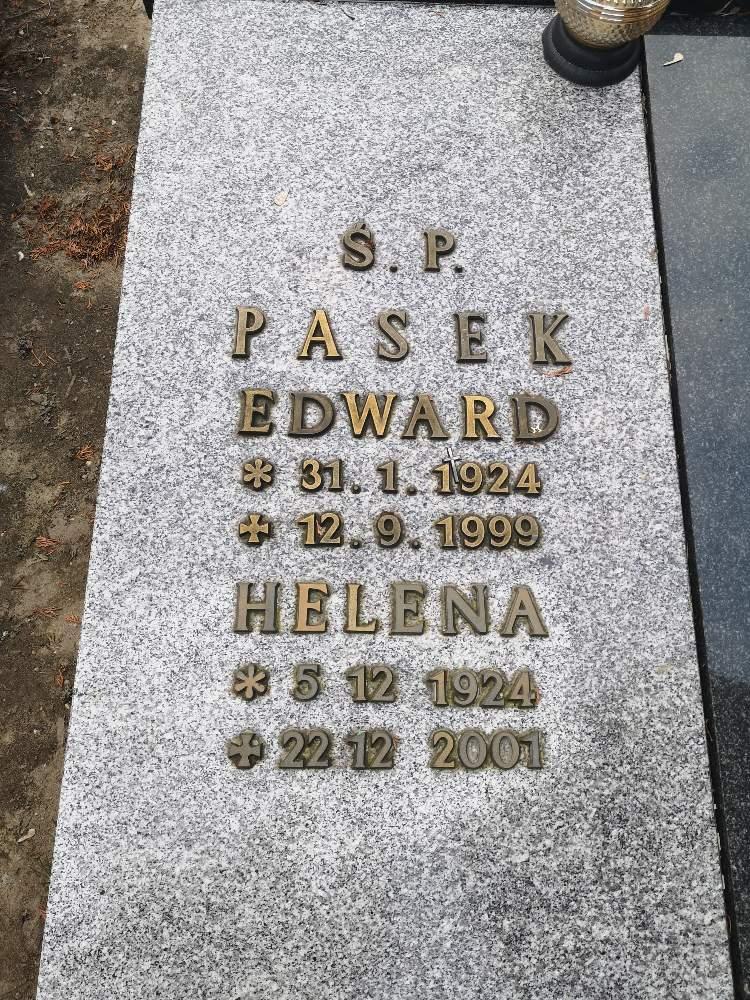 Ś. P.
PASEK
EDWARD
* 31. 1. 1924
✠ 12. 9. 1999
HELENA
* 5 12 1924
✠ 22 12 2001